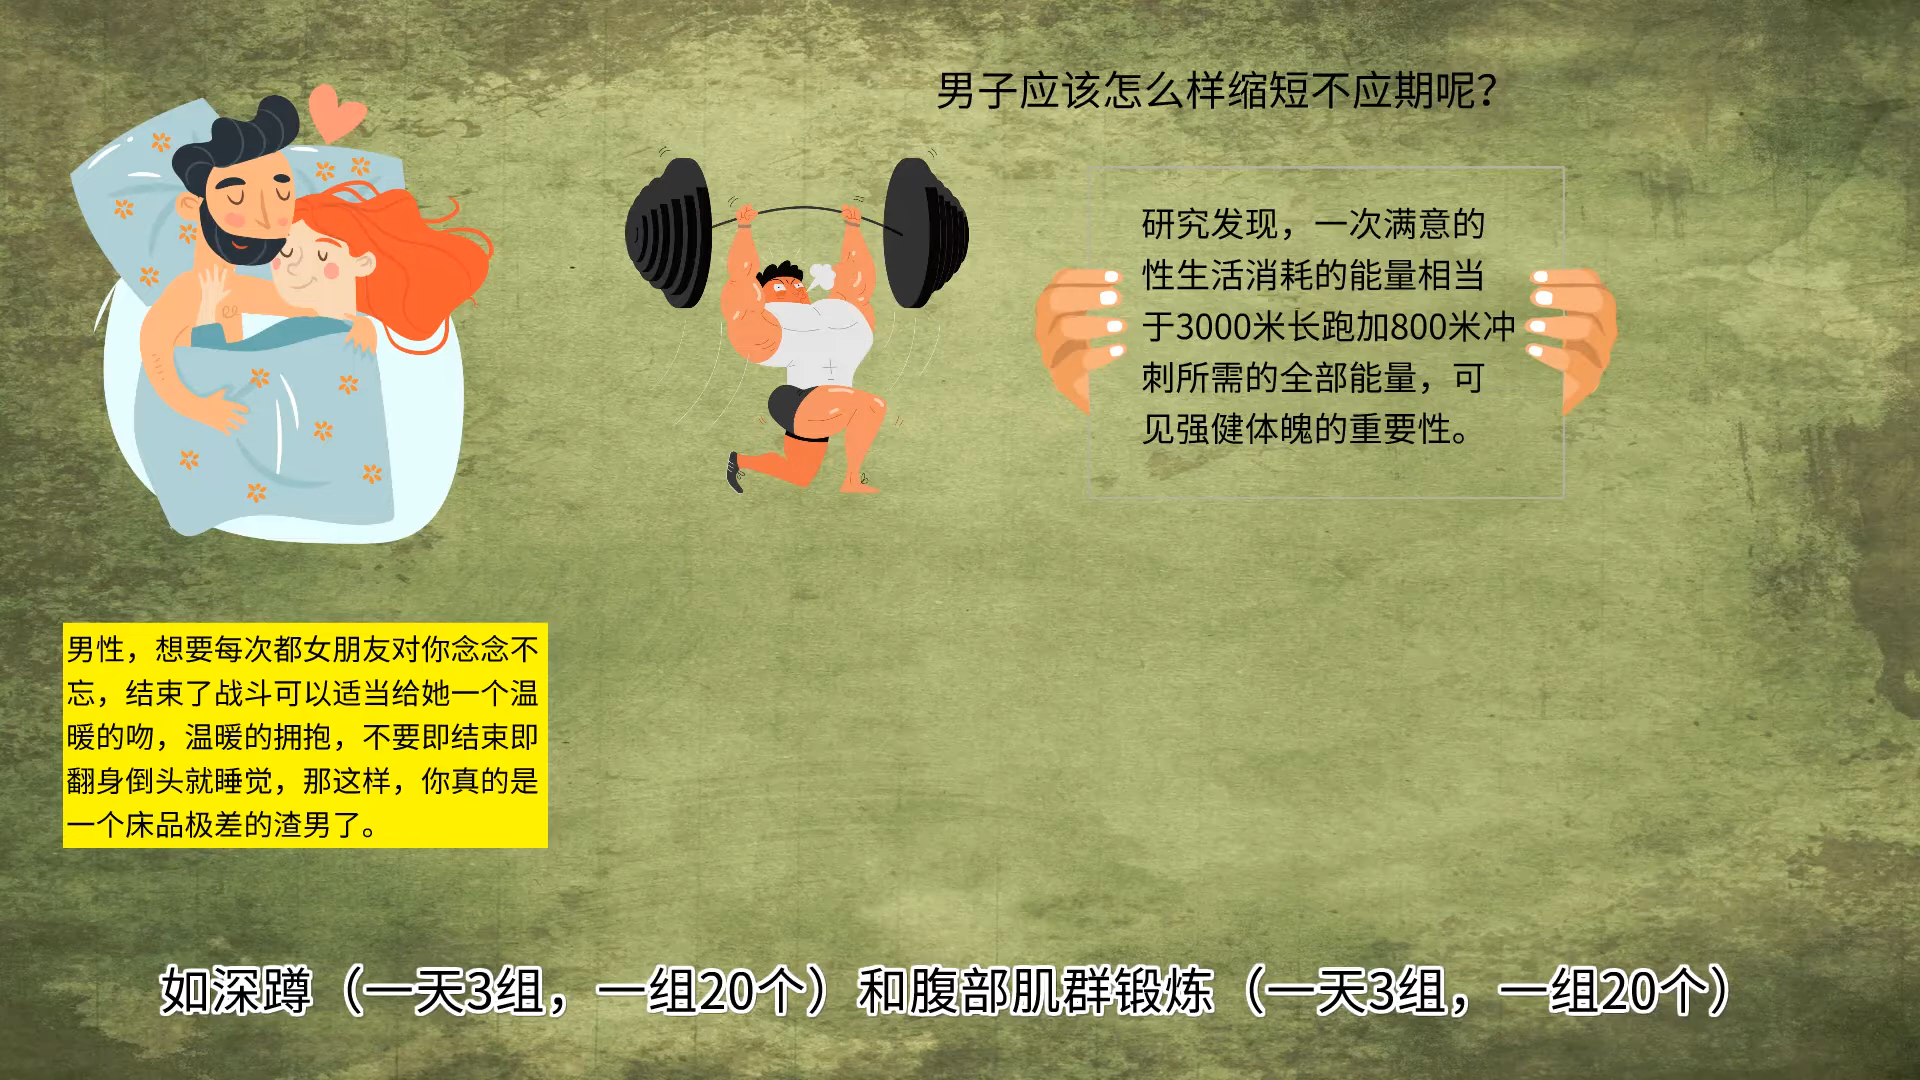 男子应该怎么样缩短不应期呢？
研究发现，一次满意的
性生活消耗的能量相当
于3000米长跑加800米冲
刺所需的全部能量，可
见强健体魄的重要性。
男性，想要每次都女朋友对你念念不
忘，结束了战斗可以适当给她一个温
暖的吻，温暖的拥抱，不要即结束即
翻身倒头就睡觉，那这样，你真的是
一个床品极差的渣男了。
如深蹲（一天3组，一组20个）和腹部肌群锻炼（一天3组，一组20个）